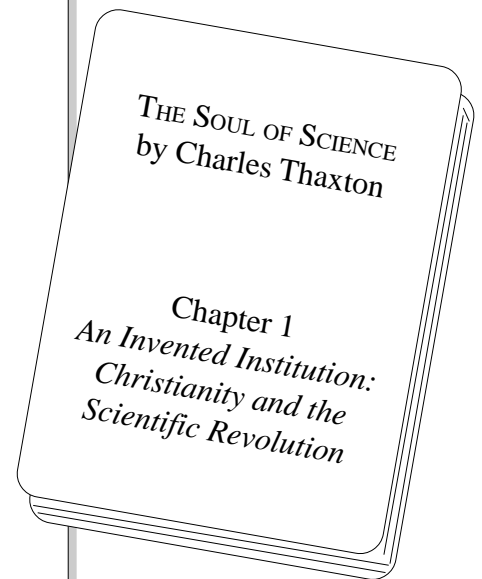 The Soul of Science
by Charles Thaxton
Chapter 1
An Invented Institution:
Christianity and the
Scientific Revolution